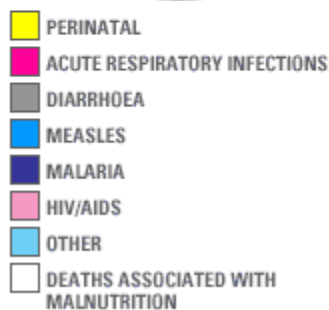 PERINATAL
ACUTE RESPIRATORY INFECTIONS
DIARRHOEA
MEASLES
MALARIA
HIV/AIDS
OTHER
DEATHS ASSOCIATED WITH
MALNUTRITION